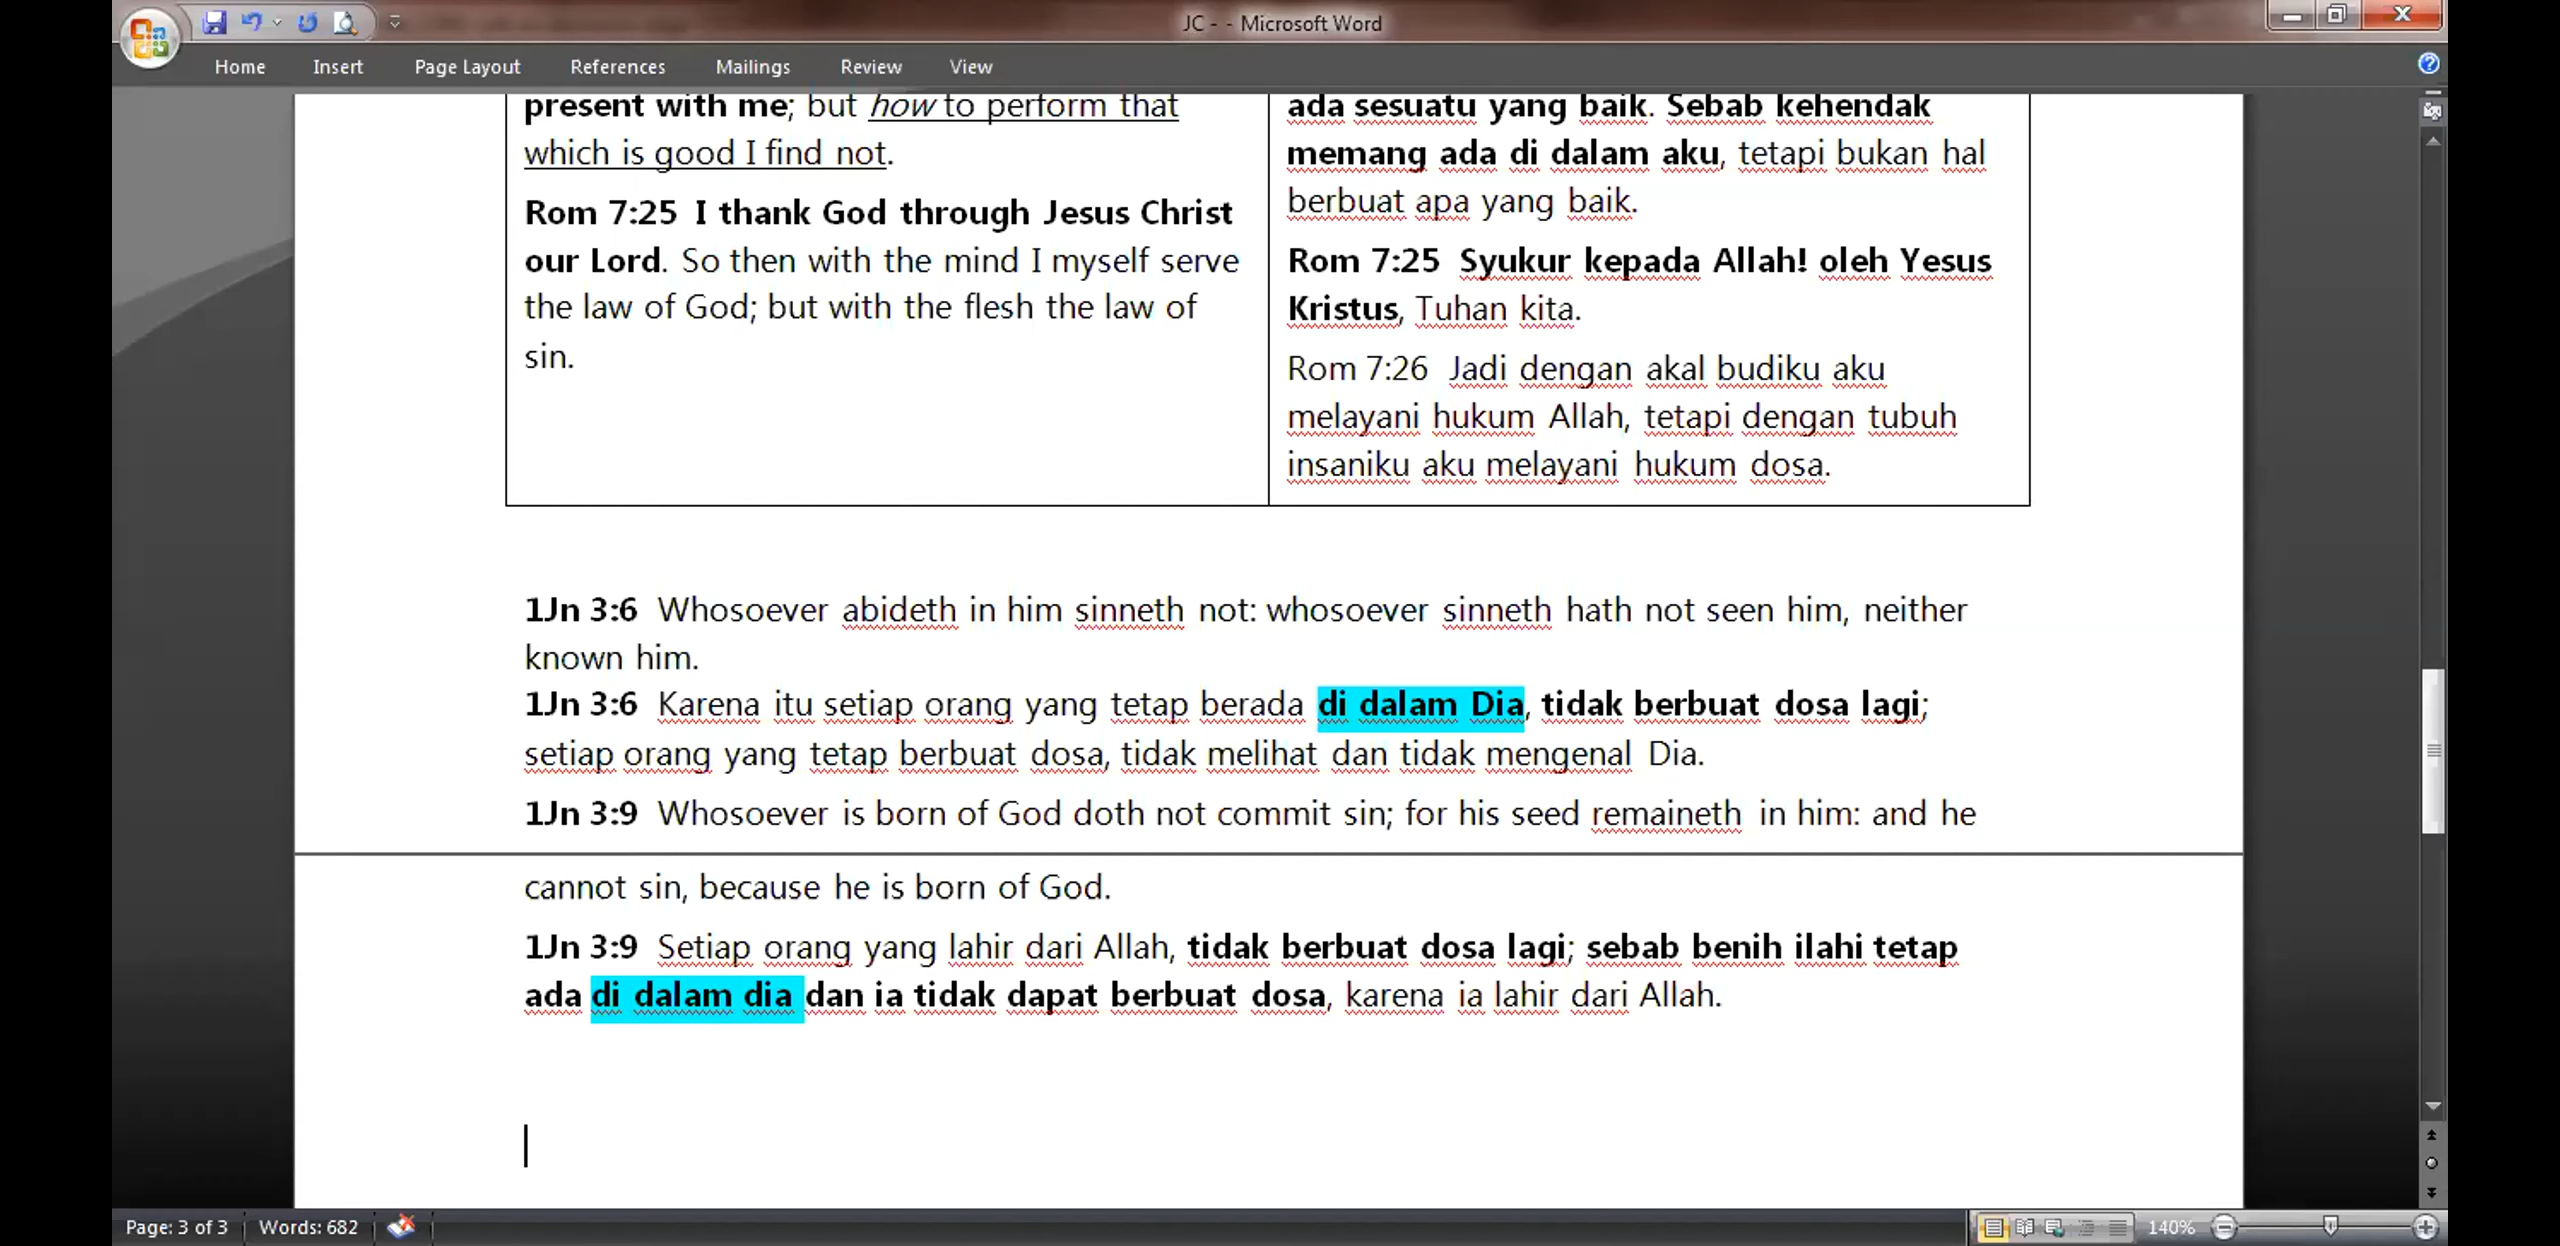 JC - - Microsoft Word
Home Insert Page Layout References Mailings Review View
present with me; but how to perform that
which is good I find not.
Rom 7:25 I thank God through Jesus Christ
our Lord. So then with the mind I myself serve
the law of God; but with the flesh the law of
sin.
ada sesuatu yang baik. Sebab kehendak
memang ada di dalam aku, tetapi bukan hal
berbuat apa yang baik.
Rom 7:25 Syukur kepada Allah! oleh Yesus
Kristus, Tuhan kita.
Rom 7:26 Jadi dengan akal budiku aku
melayani hukum Allah, tetapi dengan tubuh
insaniku aku melayani hukum dosa.
1Jn 3:6 Whosoever abideth in him sinneth not: whosoever sinneth hath not seen him, neither
known him.
1Jn 3:6 Karena itu setiap orang yang tetap berada di dalam Dia, tidak berbuat dosa lagi;
setiap orang yang tetap berbuat dosa, tidak melihat dan tidak mengenal Dia.
1Jn 3:9 Whosoever is born of God doth not commit sin; for his seed remaineth in him: and he
cannot sin, because he is born of God.
1Jn 3:9 Setiap orang yang lahir dari Allah, tidak berbuat dosa lagi; sebab benih ilahi tetap
ada di dalam dia dan ia tidak dapat berbuat dosa, karena ia lahir dari Allah.
Page: 3 of 3 Words: 682 140%